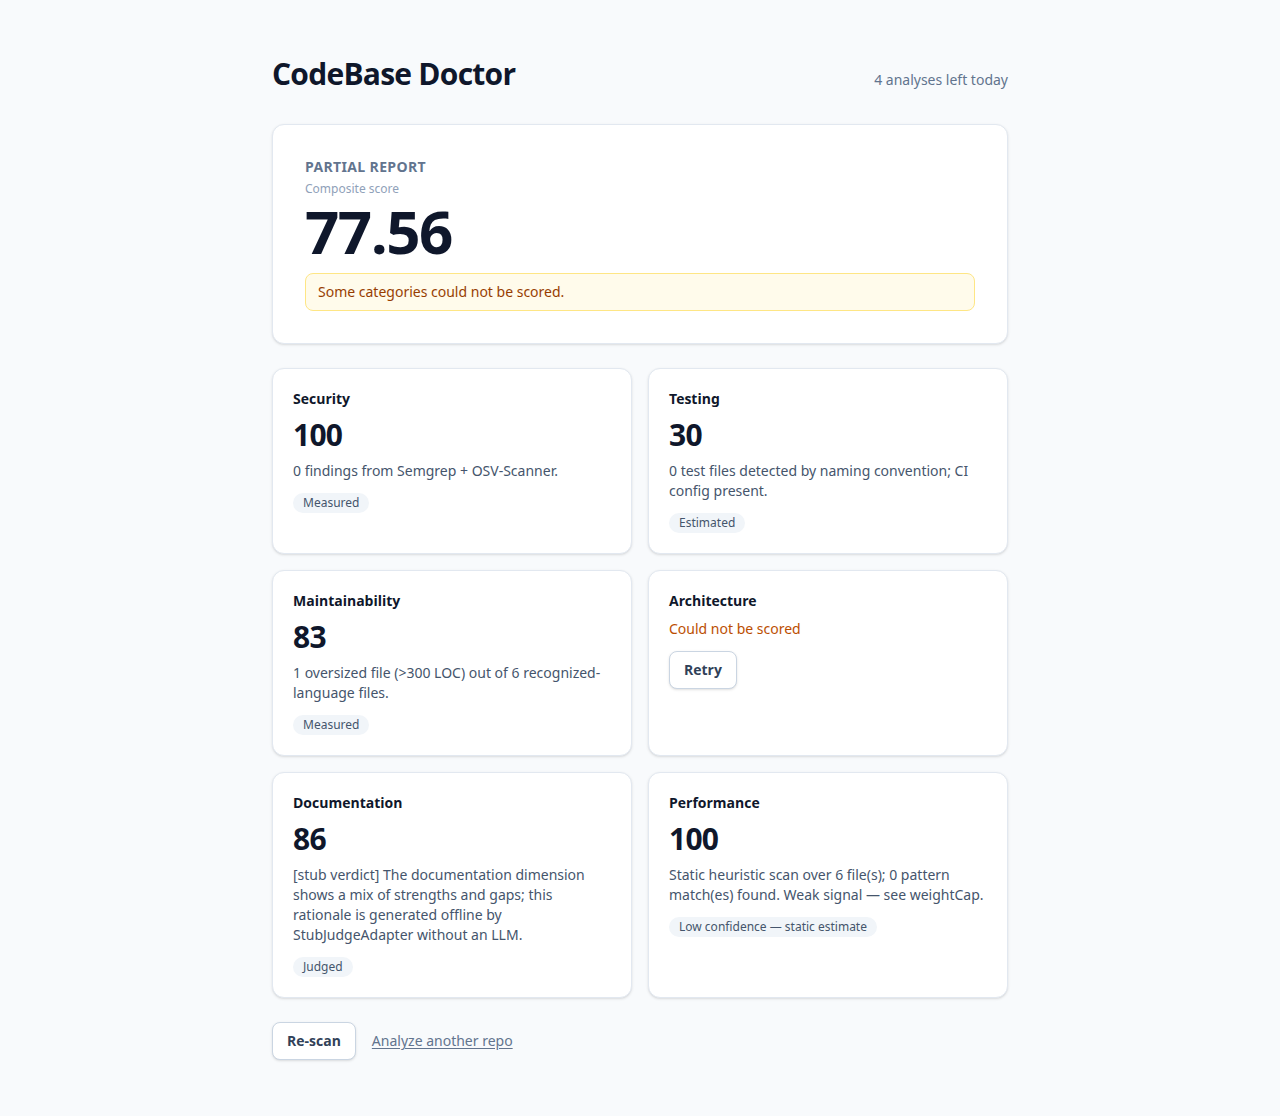 CodeBase Doctor
4 analyses left today
PARTIAL REPORT
Composite score
77.56
Some categories could not be scored.
Security
100
0 findings from Semgrep + OSV-Scanner.
Measured
Testing
30
0 test files detected by naming convention; CI
config present.
Estimated
Maintainability
83
1 oversized file (>300 LOC) out of 6 recognized-
language files.
Measured
Architecture
Could not be scored
Retry
Documentation
86
[stub verdict] The documentation dimension
shows a mix of strengths and gaps; this
rationale is generated offline by
StubJudgeAdapter without an LLM.
Judged
Performance
100
Static heuristic scan over 6 file(s); 0 pattern
match(es) found. Weak signal — see weightCap.
Low confidence — static estimate
Re-scan
Analyze another repo